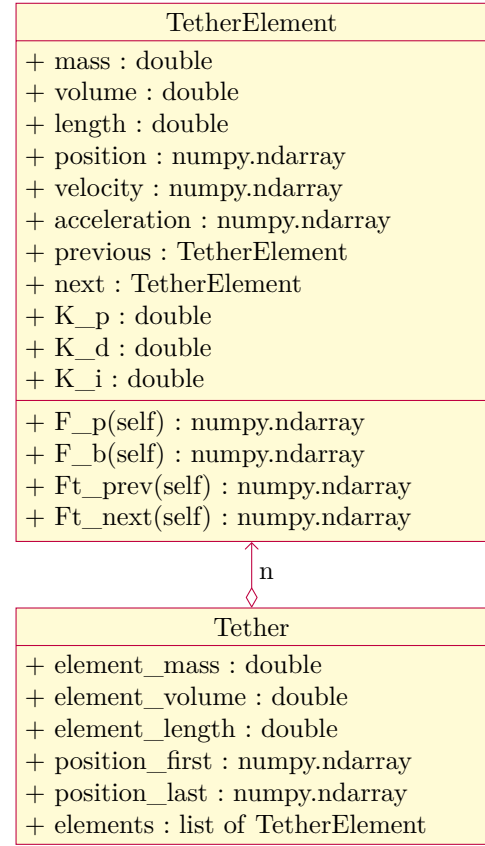 TetherElement
+ mass : double
+ volume : double
+ length : double
+ position : numpy.ndarray
+ velocity : numpy.ndarray
+ acceleration : numpy.ndarray
+ previous : TetherElement
+ next : TetherElement
+ K_p : double
+ K_d : double
+ K_i : double
+ F_p(self) : numpy.ndarray
+ F_b(self) : numpy.ndarray
+ Ft_prev(self) : numpy.ndarray
+ Ft_next(self) : numpy.ndarray
n
Tether
+ element_mass : double
+ element_volume : double
+ element_length : double
+ position_first : numpy.ndarray
+ position_last : numpy.ndarray
+ elements : list of TetherElement